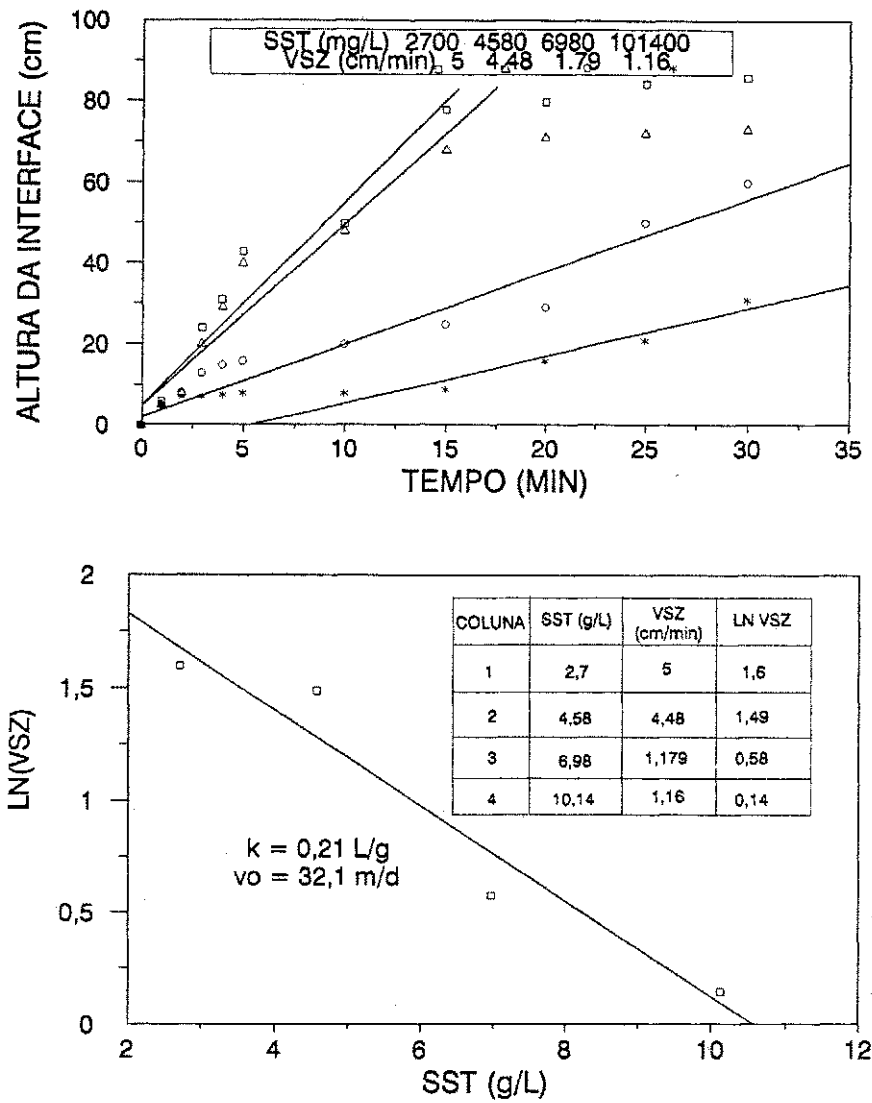 SST (mg/L) 2700 4580 6980 101400
VSZ (cm/min) 5 4,48 1.79 1.16
ALTURA DA INTERFACE (cm)
100
80
60
40
20
0
0 5 10 15 20 25 30 35
TEMPO (MIN)
LN(VSZ)
2
1,5
1
0,5
0
COLUNA SST (g/L) VSZ (cm/min) LN VSZ
1 2,7 5 1,6
2 4,58 4,48 1,49
3 6,98 1,179 0,58
4 10,14 1,16 0,14
k = 0,21 L/g
vo = 32,1 m/d
2 4 6 8 10 12
SST (g/L)